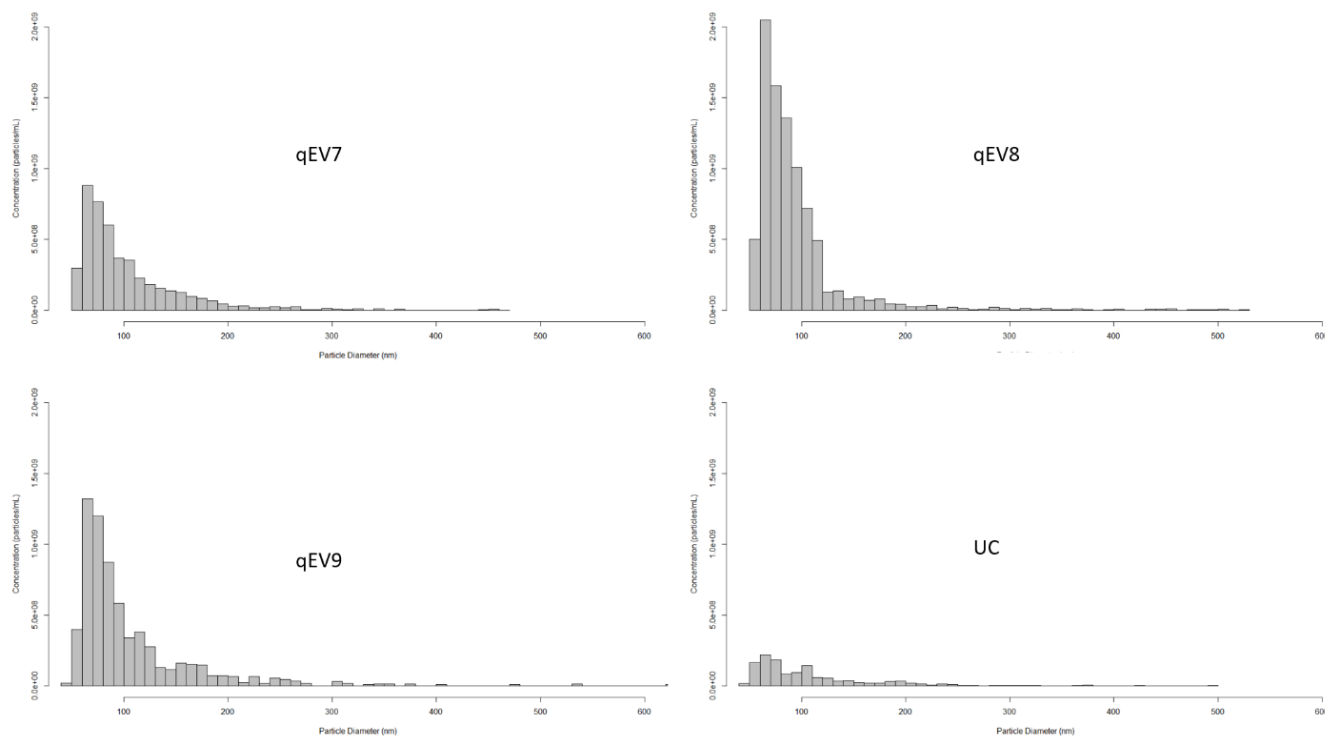 2.0e+09
1.5e+09
1.0e+09
5.0e+08
0.0e+00
Concentration (particles/mL)
qEV7
100 200 300 400 500 600
Particle Diameter (nm)
2.0e+09
1.5e+09
1.0e+09
5.0e+08
0.0e+00
Concentration (particles/mL)
qEV8
100 200 300 400 500 600
2.0e+09
1.5e+09
1.0e+09
5.0e+08
0.0e+00
Concentration (particles/mL)
qEV9
100 200 300 400 500 600
Particle Diameter (nm)
2.0e+09
1.5e+09
1.0e+09
5.0e+08
0.0e+00
Concentration (particles/mL)
UC
100 200 300 400 500 600
Particle Diameter (nm)